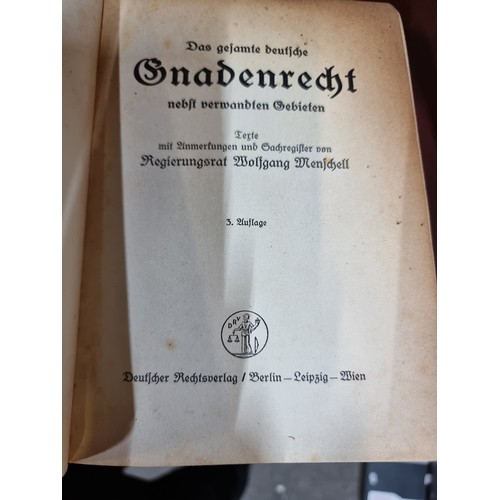 Das gesamte deutsche
Gnadenrecht
nebst verwandten Gebieten
Texte
mit Anmerkungen und Sachregister von
Regierungsrat Wolfgang Menschell
3. Auflage
DRV
Deutscher Rechtsverlag / Berlin – Leipzig – Wien